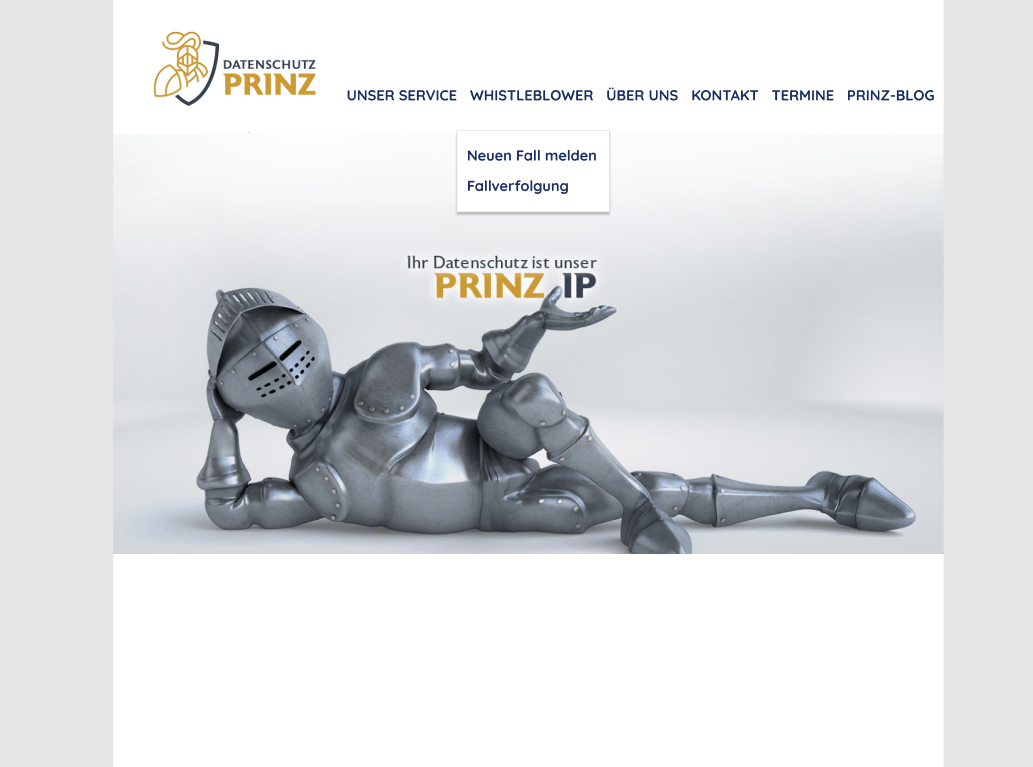 DATENSCHUTZ
PRINZ
UNSER SERVICE WHISTLEBLOWER ÜBER UNS KONTAKT TERMINE PRINZ-BLOG
Neuen Fall melden
Fallverfolgung
Ihr Datenschutz ist unser
PRINZ IP